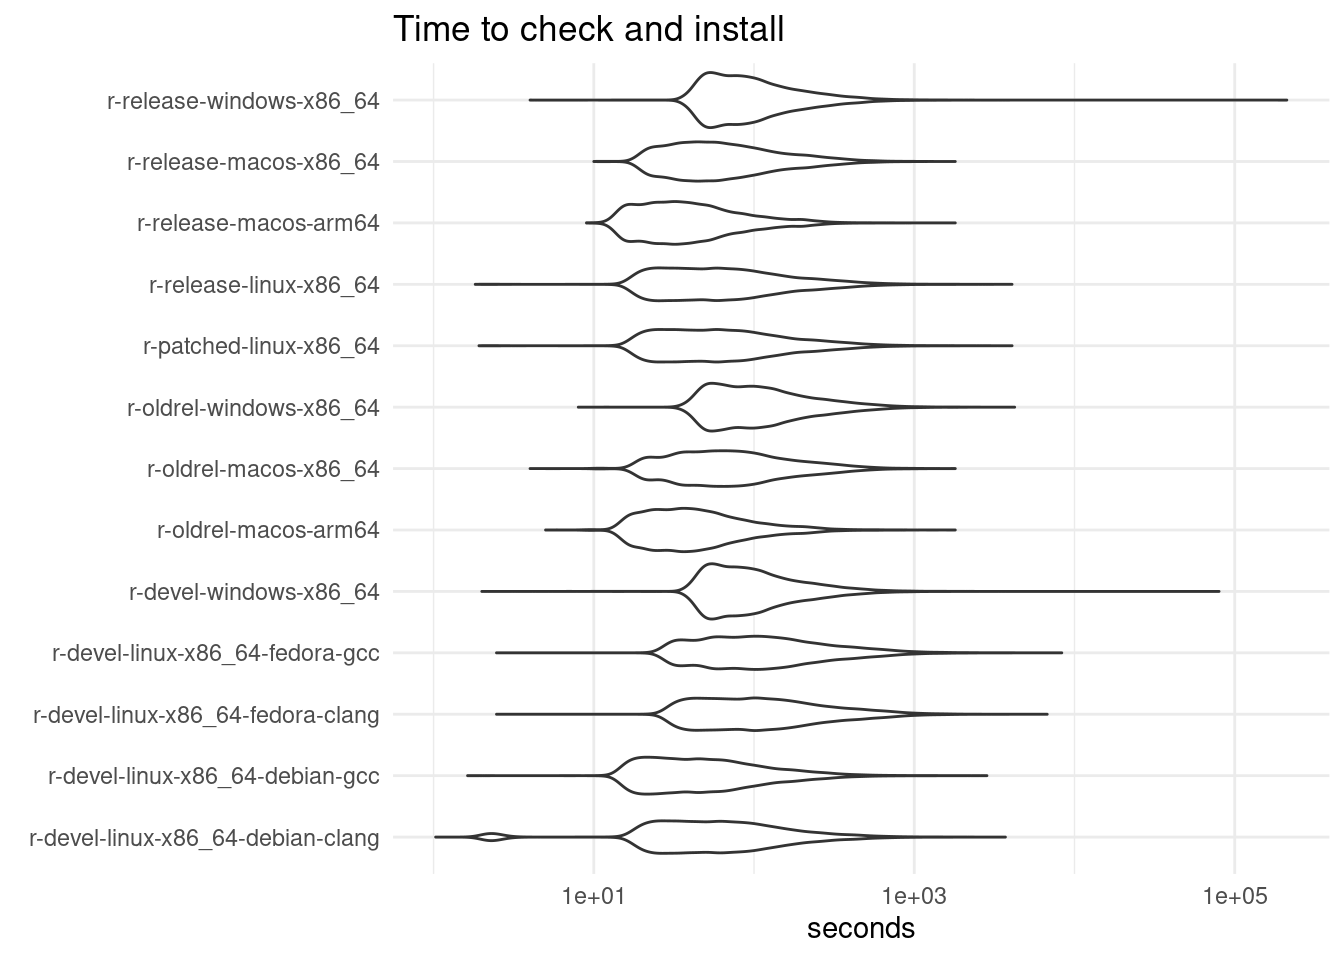 Time to check and install
r-release-windows-x86_64
r-release-macos-x86_64
r-release-macos-arm64
r-release-linux-x86_64
r-patched-linux-x86_64
r-oldrel-windows-x86_64
r-oldrel-macos-x86_64
r-oldrel-macos-arm64
r-devel-windows-x86_64
r-devel-linux-x86_64-fedora-gcc
r-devel-linux-x86_64-fedora-clang
r-devel-linux-x86_64-debian-gcc
r-devel-linux-x86_64-debian-clang
1e+01 1e+03 1e+05
seconds